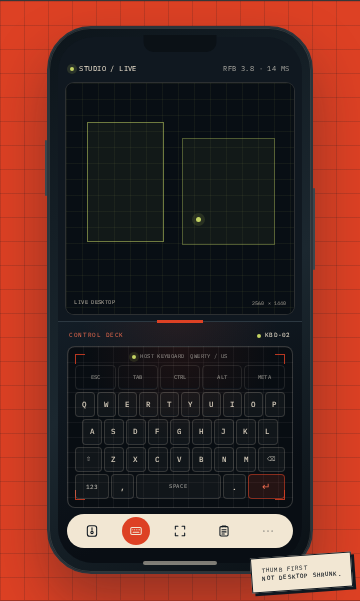 STUDIO / LIVE
RFB 3.8 · 14 MS
LIVE DESKTOP
2560 × 1440
CONTROL DECK
KBD-02
HOST KEYBOARD QWERTY / US
ESC TAB CTRL ALT META
Q W E R T Y U I O P
A S D F G H J K L
⇧ Z X C V B N M ⌫
123 , SPACE . ↵
THUMB FIRST
NOT DESKTOP SHRUNK.